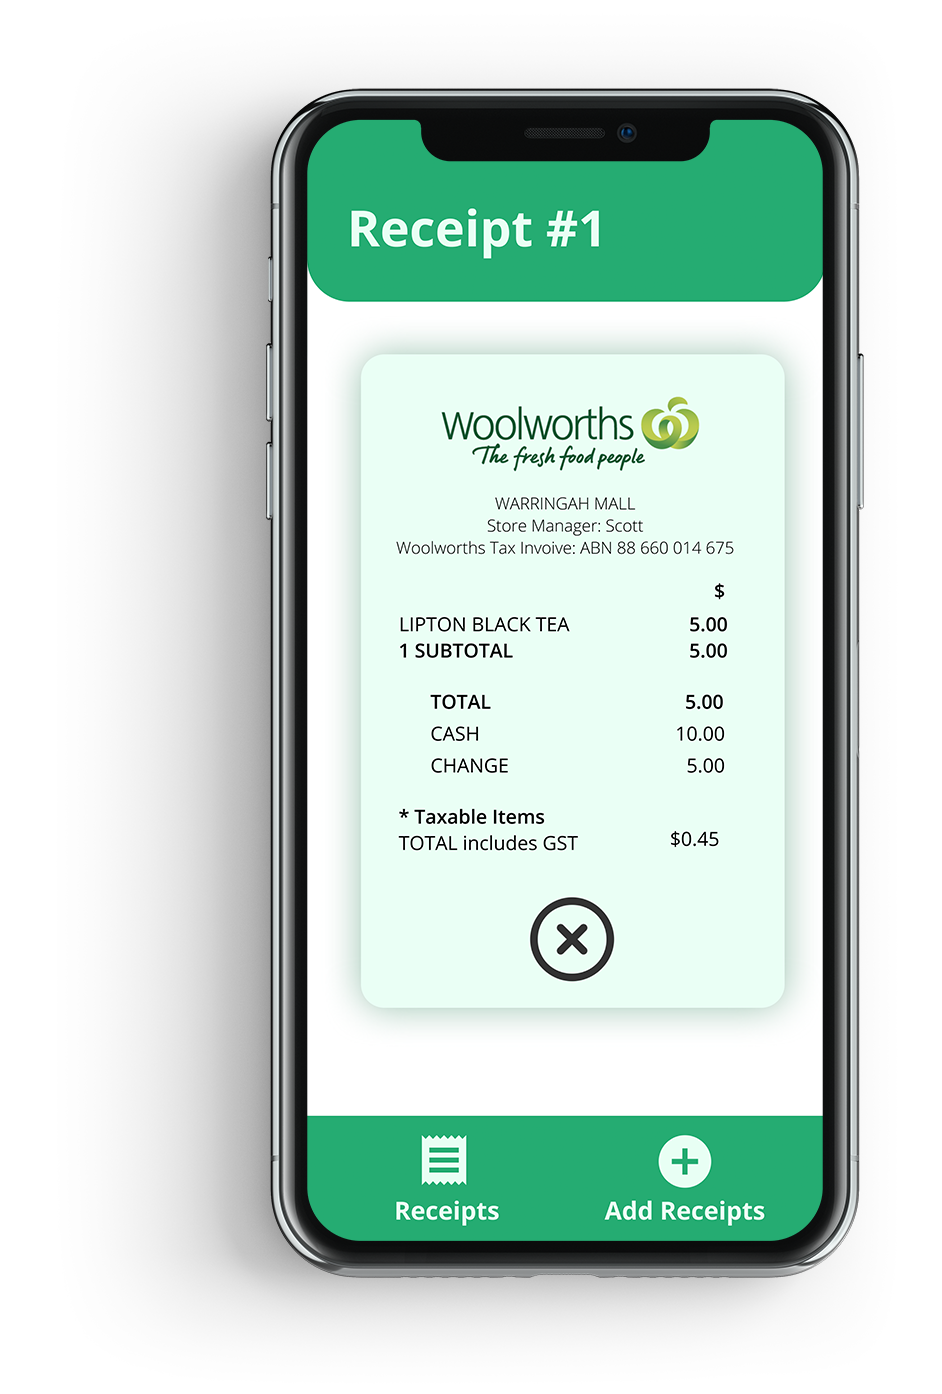 Receipt #1
Woolworths
The fresh food people
WARRINGAH MALL
Store Manager: Scott
Woolworths Tax Invoive: ABN 88 660 014 675
$
LIPTON BLACK TEA 5.00
1 SUBTOTAL 5.00
TOTAL 5.00
CASH 10.00
CHANGE 5.00
* Taxable Items
TOTAL includes GST $0.45
Receipts
Add Receipts